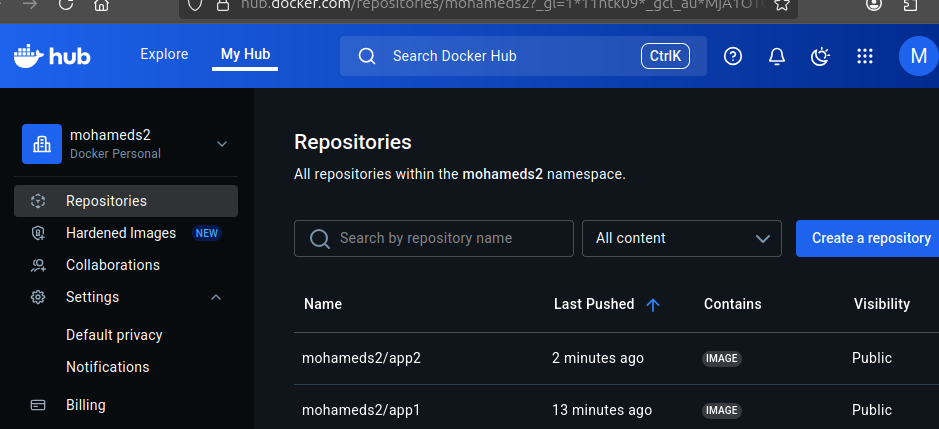 hub.docker.com/repositories/mohameds2?_gl=1*11ntk09*_gcl_au*MjA1OTC
hub
Explore
My Hub
Search Docker Hub
CtrlK
M
mohameds2
Docker Personal
Repositories
Hardened Images NEW
Collaborations
Settings
Default privacy
Notifications
Billing
Repositories
All repositories within the mohameds2 namespace.
Search by repository name
All content
Create a repository
Name Last Pushed Contains Visibility
mohameds2/app2 2 minutes ago IMAGE Public
mohameds2/app1 13 minutes ago IMAGE Public